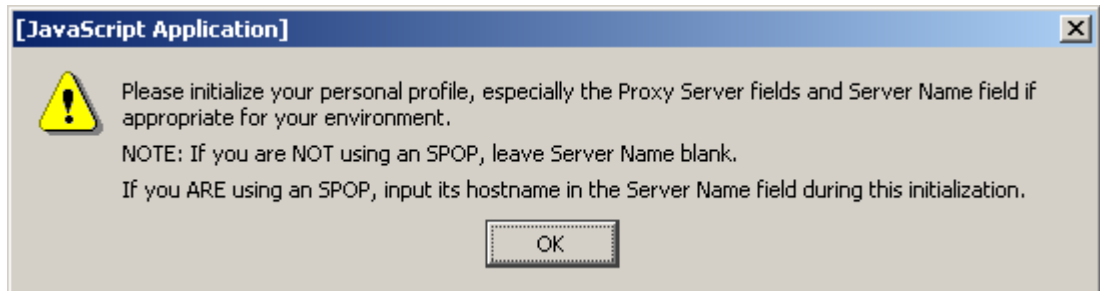 [JavaScript Application]
Please initialize your personal profile, especially the Proxy Server fields and Server Name field if
appropriate for your environment.
NOTE: If you are NOT using an SPOP, leave Server Name blank.
If you ARE using an SPOP, input its hostname in the Server Name field during this initialization.
OK